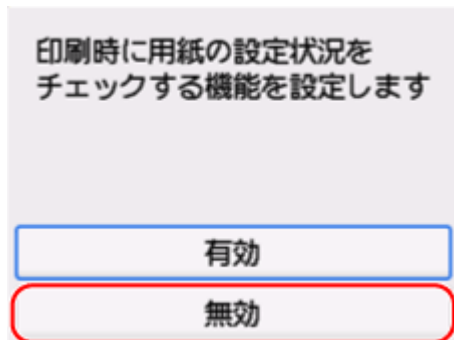 印刷時に用紙の設定状況を
チェックする機能を設定します
有効
無効